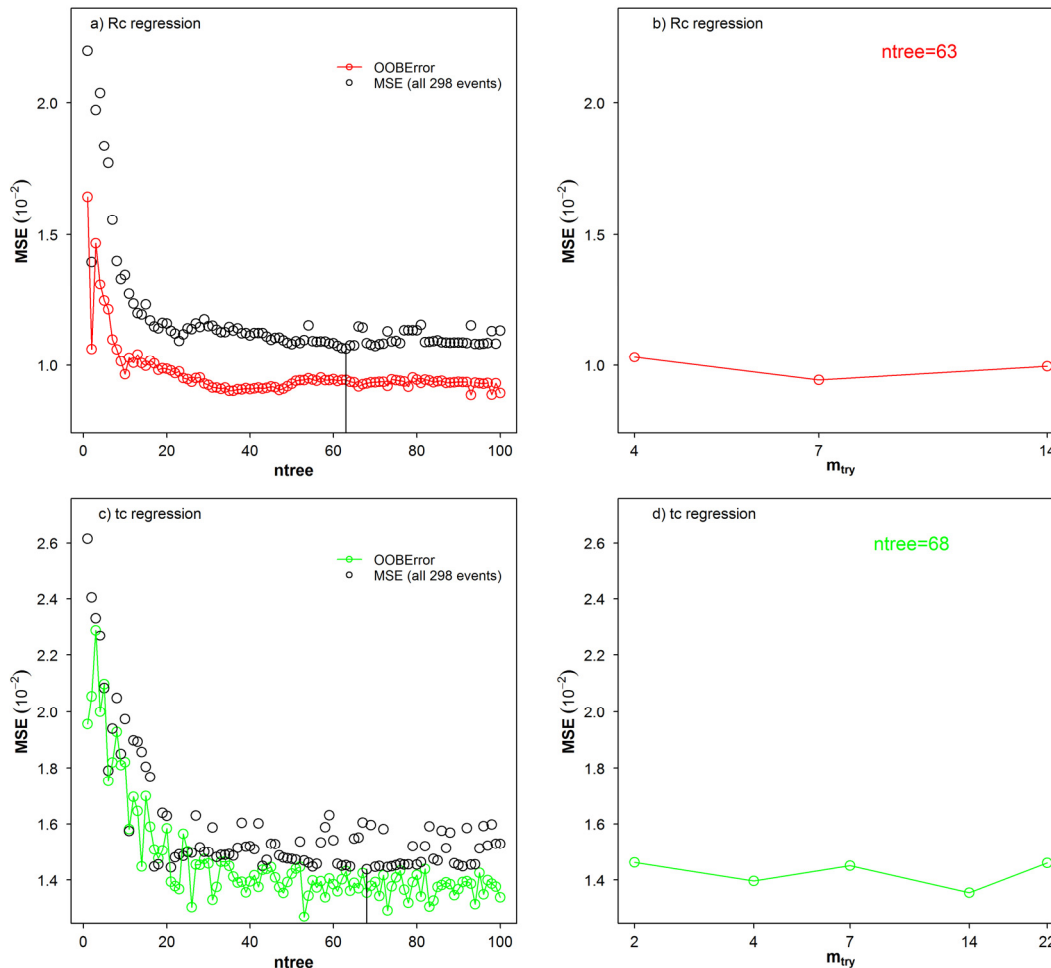 a) Rc regression
OOBError
MSE (all 298 events)
2.0
1.5
1.0
MSE (10⁻²)
0 20 40 60 80 100
ntree
b) Rc regression
ntree=63
2.0
1.5
1.0
MSE (10⁻²)
4 7 14
m_try
c) tc regression
OOBError
MSE (all 298 events)
2.6
2.4
2.2
2.0
1.8
1.6
1.4
MSE (10⁻²)
0 20 40 60 80 100
ntree
d) tc regression
ntree=68
2.6
2.4
2.2
2.0
1.8
1.6
1.4
MSE (10⁻²)
2 4 7 14 22
m_try